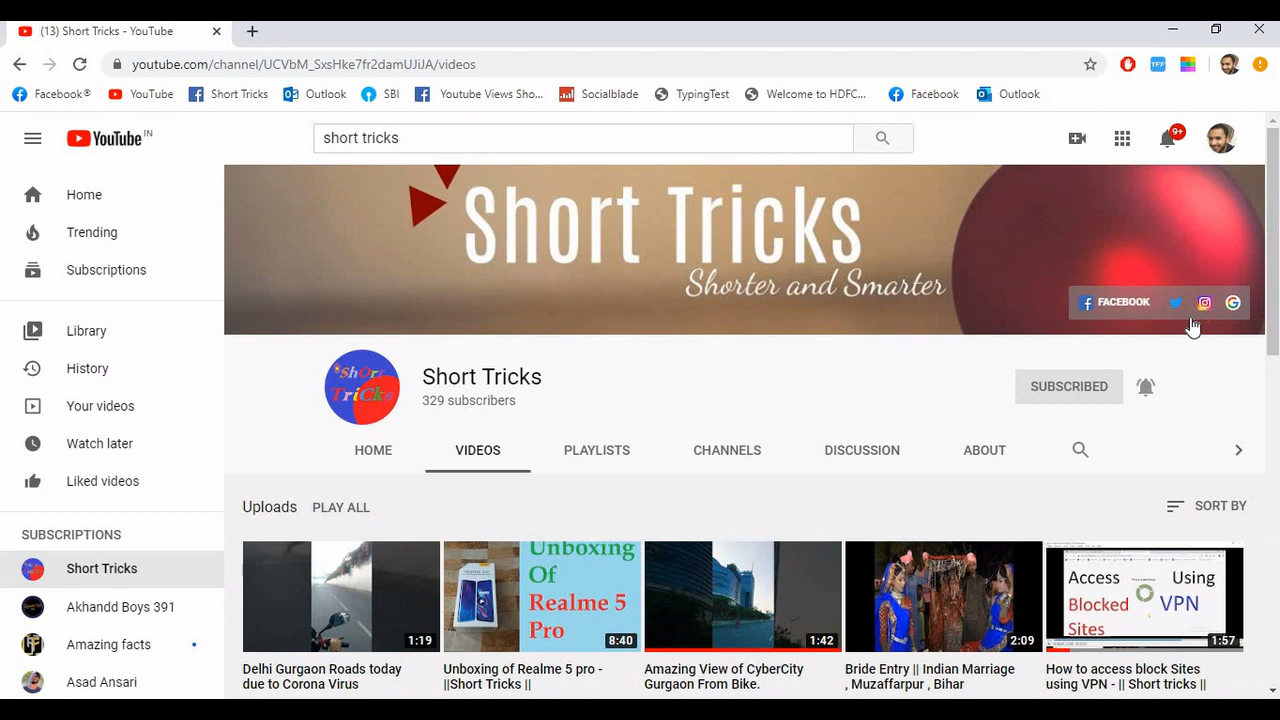 (13) Short Tricks - YouTube
youtube.com/channel/UCVbM_SxsHke7fr2damUJiJA/videos
Facebook® YouTube Short Tricks Outlook SBI Youtube Views Sho... Socialblade TypingTest Welcome to HDFC... Facebook Outlook
YouTube IN
short tricks
9+
Home
Trending
Subscriptions
Library
History
Your videos
Watch later
Liked videos
SUBSCRIPTIONS
Short Tricks
Akhandd Boys 391
Amazing facts
Asad Ansari
Short Tricks
Shorter and Smarter
FACEBOOK
Short Tricks
Short Tricks
329 subscribers
SUBSCRIBED
HOME VIDEOS PLAYLISTS CHANNELS DISCUSSION ABOUT
Uploads PLAY ALL SORT BY
1:19
Delhi Gurgaon Roads today
due to Corona Virus
Unboxing
Of
Realme 5
Pro
8:40
Unboxing of Realme 5 pro -
||Short Tricks ||
1:42
Amazing View of CyberCity
Gurgaon From Bike.
2:09
Bride Entry || Indian Marriage
, Muzaffarpur , Bihar
Access Using
Blocked VPN
Sites
1:57
How to access block Sites
using VPN - || Short tricks ||